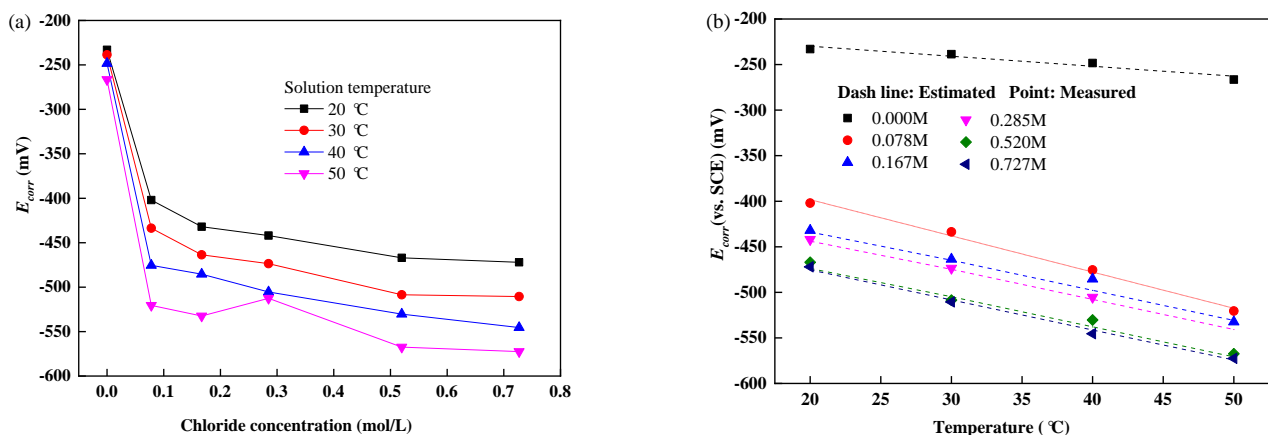 (a)
-200
-250
-300
-350
-400
-450
-500
-550
-600
E_corr (mV)
Solution temperature
20 ℃
30 ℃
40 ℃
50 ℃
0.0 0.1 0.2 0.3 0.4 0.5 0.6 0.7 0.8
Chloride concentration (mol/L)
(b)
-200
-250
-300
-350
-400
-450
-500
-550
-600
E_corr (vs. SCE) (mV)
Dash line: Estimated Point: Measured
0.000M 0.285M
0.078M 0.520M
0.167M 0.727M
20 25 30 35 40 45 50
Temperature (℃)